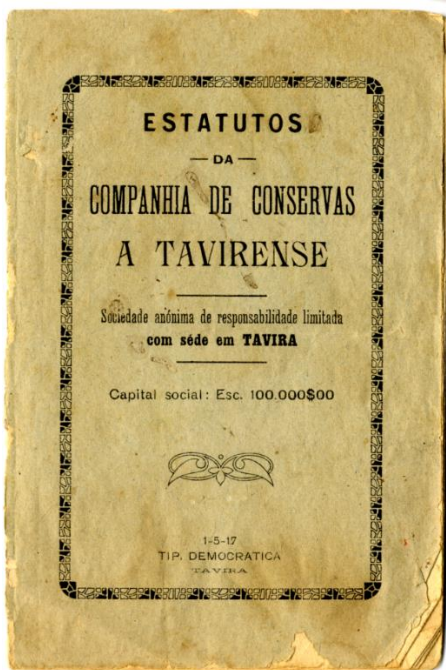 ESTATUTOS
— DA —
COMPANHIA DE CONSERVAS
A TAVIRENSE
Sociedade anónima de responsabilidade limitada
com séde em TAVIRA
Capital social: Esc. 100.000$00
1-5-17
TIP. DEMOCRATICA
TAVIRA